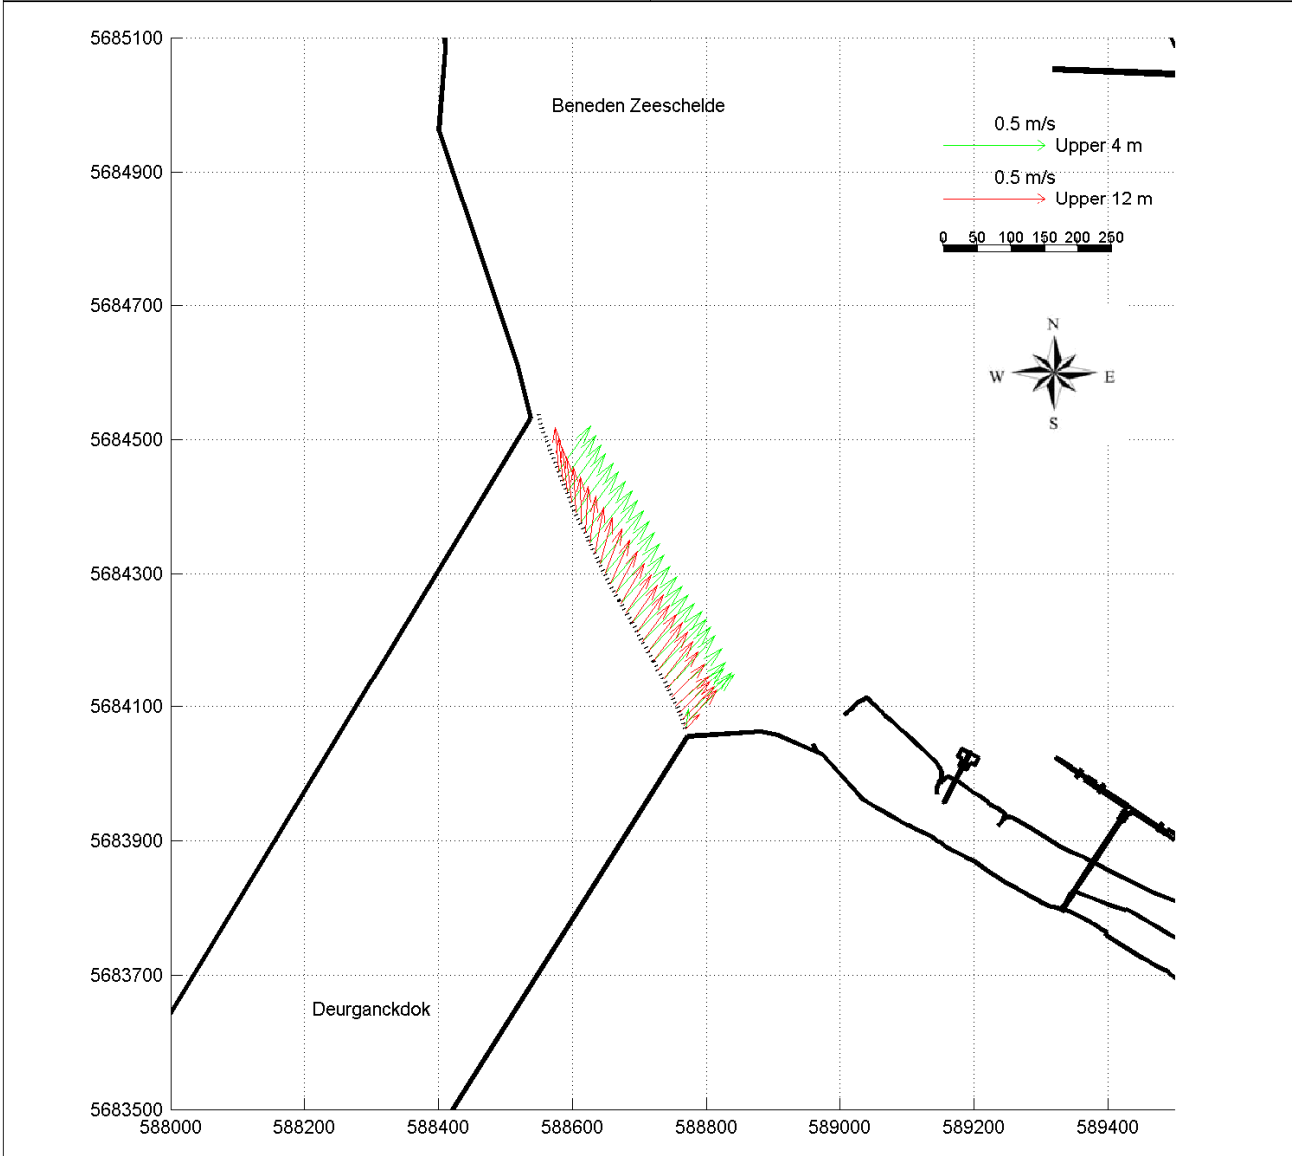 5685100
Beneden Zeeschelde
0.5 m/s
Upper 4 m
5684900
0.5 m/s
Upper 12 m
0 50 100 150 200 250
5684700
N
W E
S
5684500
5684300
5684100
5683900
5683700
Deurganckdok
5683500
588000 588200 588400 588600 588800 589000 589200 589400